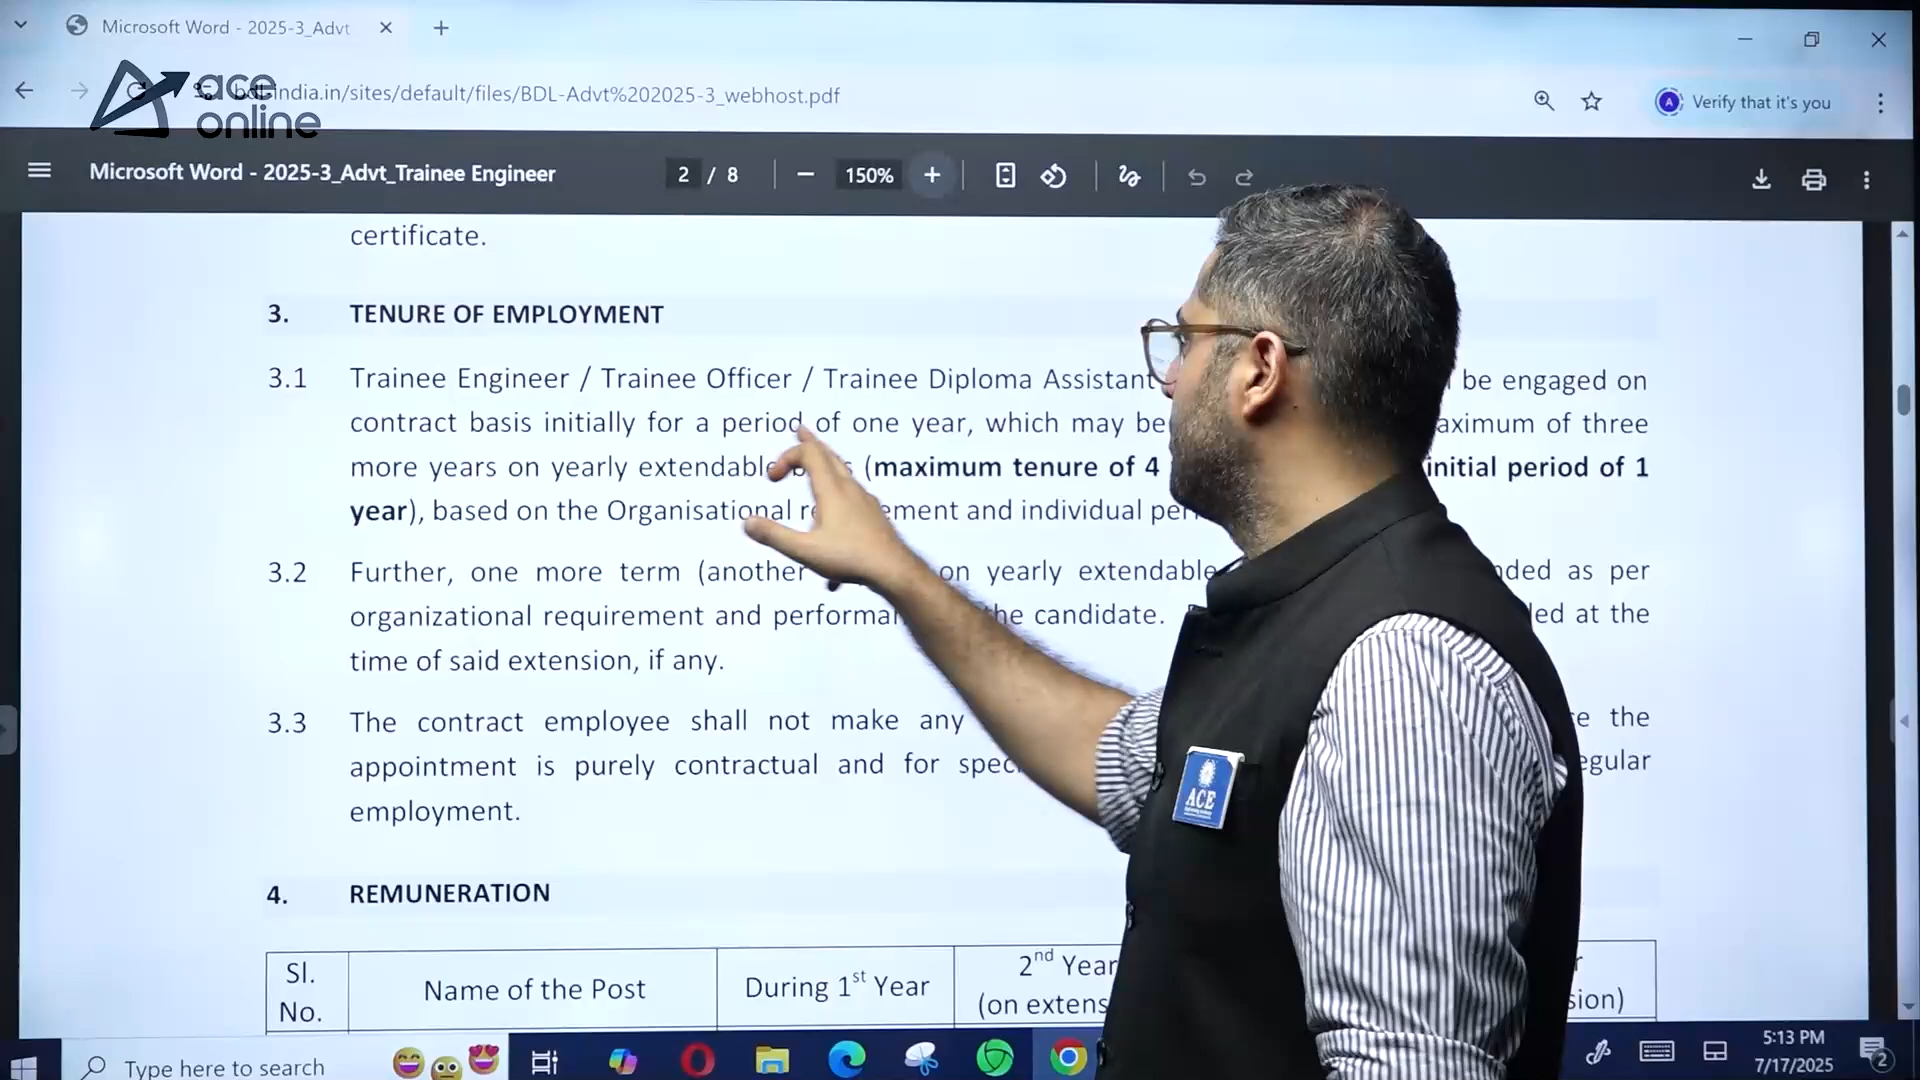 Microsoft Word - 2025-3_Advt
ace
online
bdl-india.in/sites/default/files/BDL-Advt%202025-3_webhost.pdf
A
Verify that it's you
Microsoft Word - 2025-3_Advt_Trainee Engineer
2 / 8
150%
certificate.
3. TENURE OF EMPLOYMENT
3.1 Trainee Engineer / Trainee Officer / Trainee Diploma Assistant be engaged on
contract basis initially for a period of one year, which may be aximum of three
more years on yearly extendable (maximum tenure of 4 initial period of 1
year), based on the Organisational and individual
3.2 Further, one more term (another on yearly extendable as per
organizational requirement and the candidate. at the
time of said extension, if any.
3.3 The contract employee shall not make any the
appointment is purely contractual and for egular
employment.
4. REMUNERATION
Sl.
No.
Name of the Post
During 1st Year
2nd Year
(on extens
sion)
ACE
Type here to search
5:13 PM
7/17/2025
2